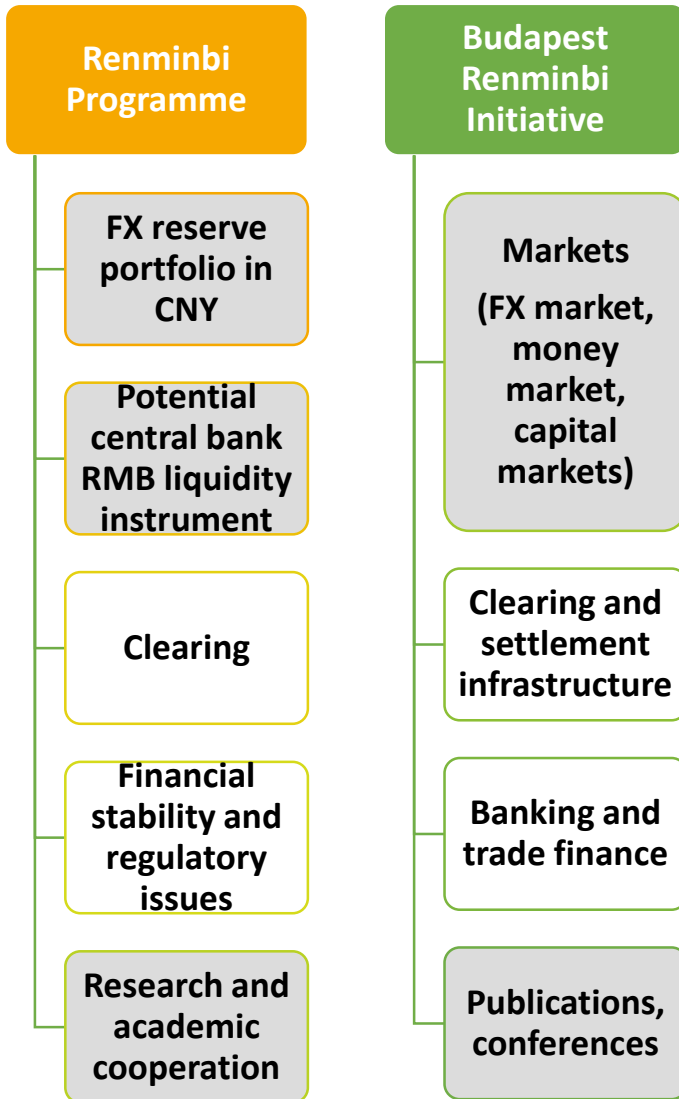 Renminbi
Programme
FX reserve
portfolio in
CNY
Potential
central bank
RMB liquidity
instrument
Clearing
Financial
stability and
regulatory
issues
Research and
academic
cooperation
Budapest
Renminbi
Initiative
Markets
(FX market,
money
market,
capital
markets)
Clearing and
settlement
infrastructure
Banking and
trade finance
Publications,
conferences